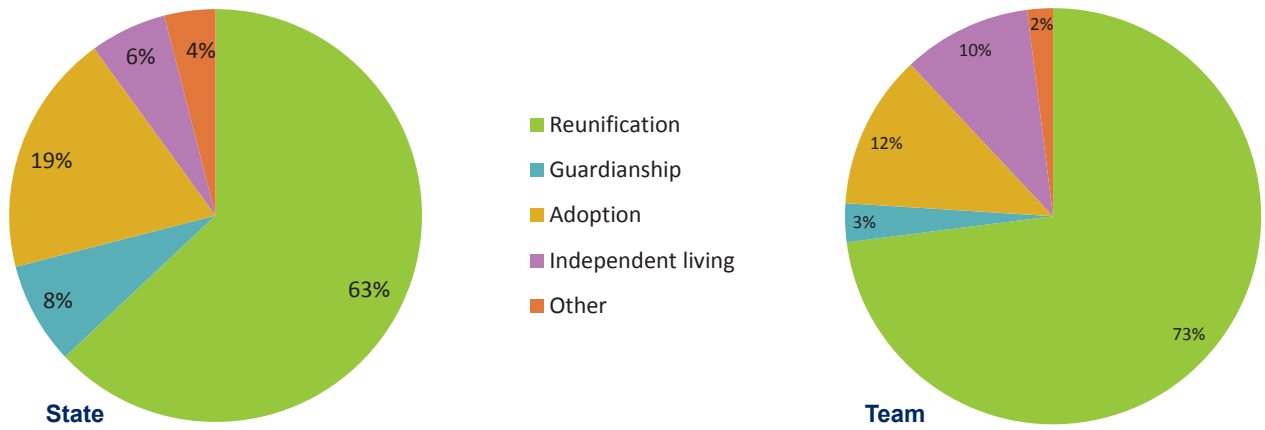 4%
6%
19%
8%
63%
State
Reunification
Guardianship
Adoption
Independent living
Other
2%
10%
12%
3%
73%
Team